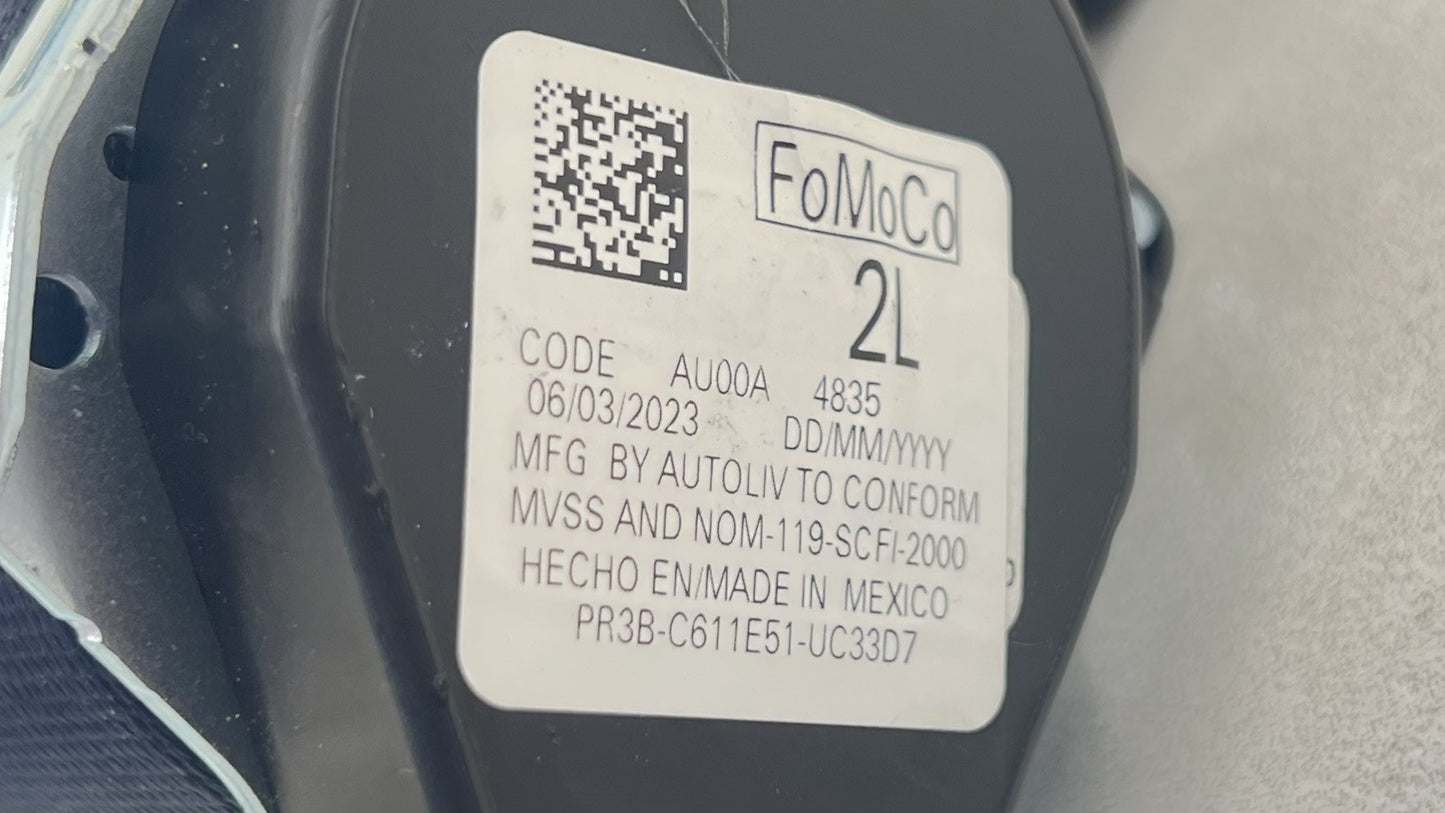 FoMoCo
2L
CODE AU00A 4835
06/03/2023 DD/MM/YYYY
MFG BY AUTOLIV TO CONFORM
MVSS AND NOM-119-SCFI-2000
HECHO EN/MADE IN MEXICO
PR3B-C611E51-UC33D7